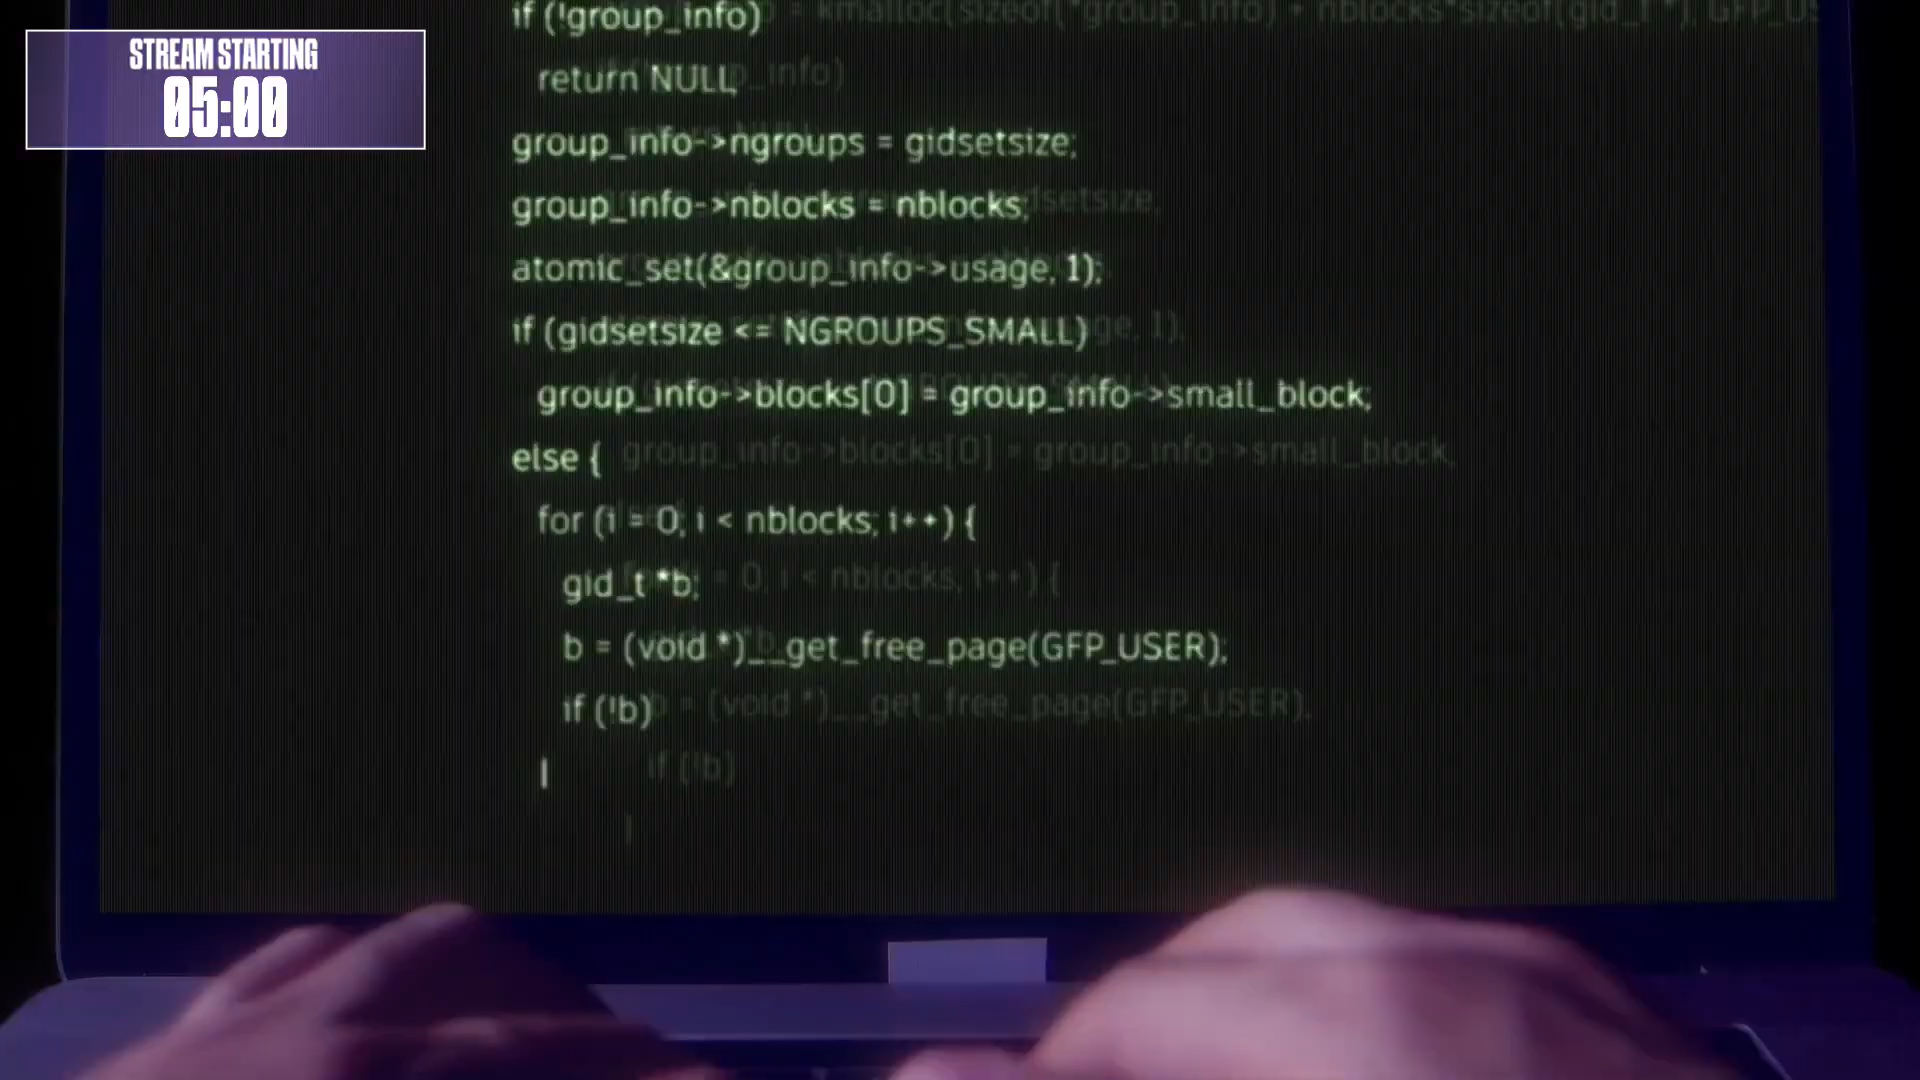 STREAM STARTING
05:00
if (!group_info)
return NULL;
group_info->ngroups = gidsetsize;
group_info->nblocks = nblocks;
atomic_set(&group_info->usage, 1);
if (gidsetsize <= NGROUPS_SMALL)
group_info->blocks[0] = group_info->small_block;
else {
for (i = 0; i < nblocks; i++) {
gid_t *b;
b = (void *)__get_free_page(GFP_USER);
if (!b)